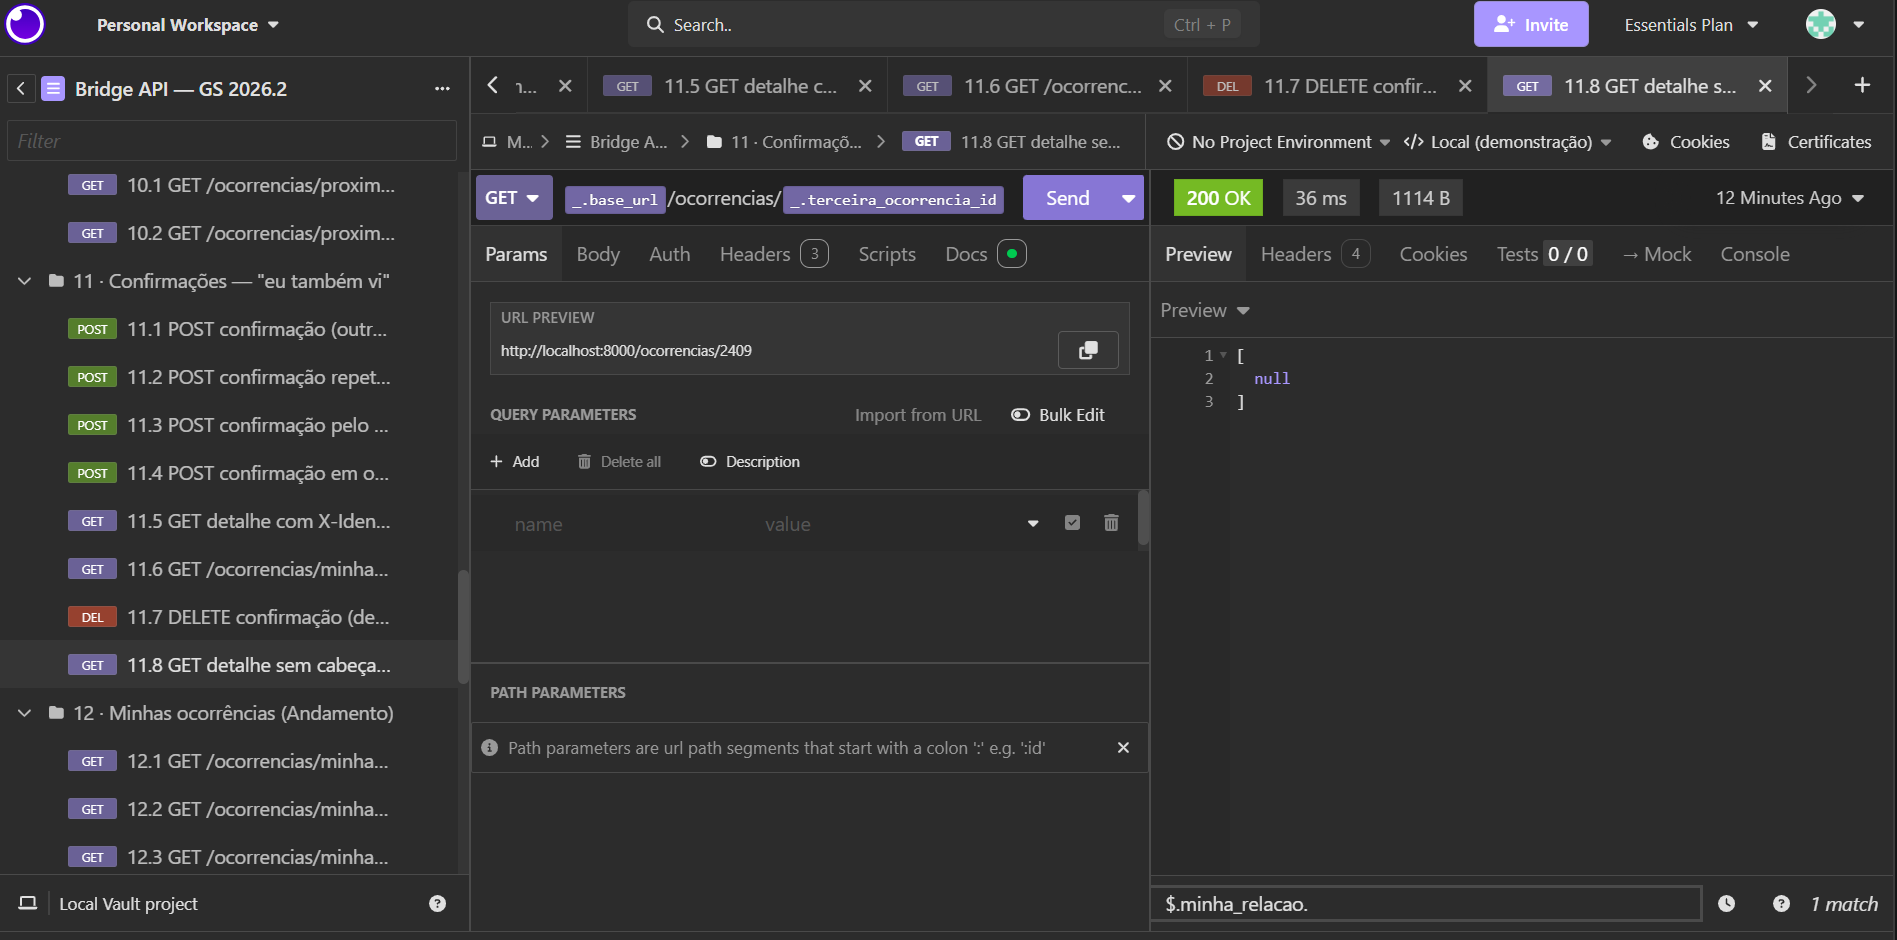 Personal Workspace
Search..
Ctrl + P
Invite
Essentials Plan
Bridge API — GS 2026.2
Filter
GET 10.1 GET /ocorrencias/proxim...
GET 10.2 GET /ocorrencias/proxim...
11 · Confirmações — "eu também vi"
POST 11.1 POST confirmação (outr...
POST 11.2 POST confirmação repet...
POST 11.3 POST confirmação pelo ...
POST 11.4 POST confirmação em o...
GET 11.5 GET detalhe com X-Iden...
GET 11.6 GET /ocorrencias/minha...
DEL 11.7 DELETE confirmação (de...
GET 11.8 GET detalhe sem cabeça...
12 · Minhas ocorrências (Andamento)
GET 12.1 GET /ocorrencias/minha...
GET 12.2 GET /ocorrencias/minha...
GET 12.3 GET /ocorrencias/minha...
Local Vault project
GET 11.5 GET detalhe c...
GET 11.6 GET /ocorrenc...
DEL 11.7 DELETE confir...
GET 11.8 GET detalhe s...
M... Bridge A... 11 · Confirmaçõ... GET 11.8 GET detalhe se...
GET _.base_url/ocorrencias/_.terceira_ocorrencia_id Send
Params Body Auth Headers 3 Scripts Docs
URL PREVIEW
http://localhost:8000/ocorrencias/2409
QUERY PARAMETERS Import from URL Bulk Edit
Add Delete all Description
name value
PATH PARAMETERS
Path parameters are url path segments that start with a colon ':' e.g. ':id'
No Project Environment </> Local (demonstração) Cookies Certificates
200 OK 36 ms 1114 B 12 Minutes Ago
Preview Headers 4 Cookies Tests 0 / 0 → Mock Console
Preview
1 [
2 null
3 ]
$.minha_relacao. 1 match